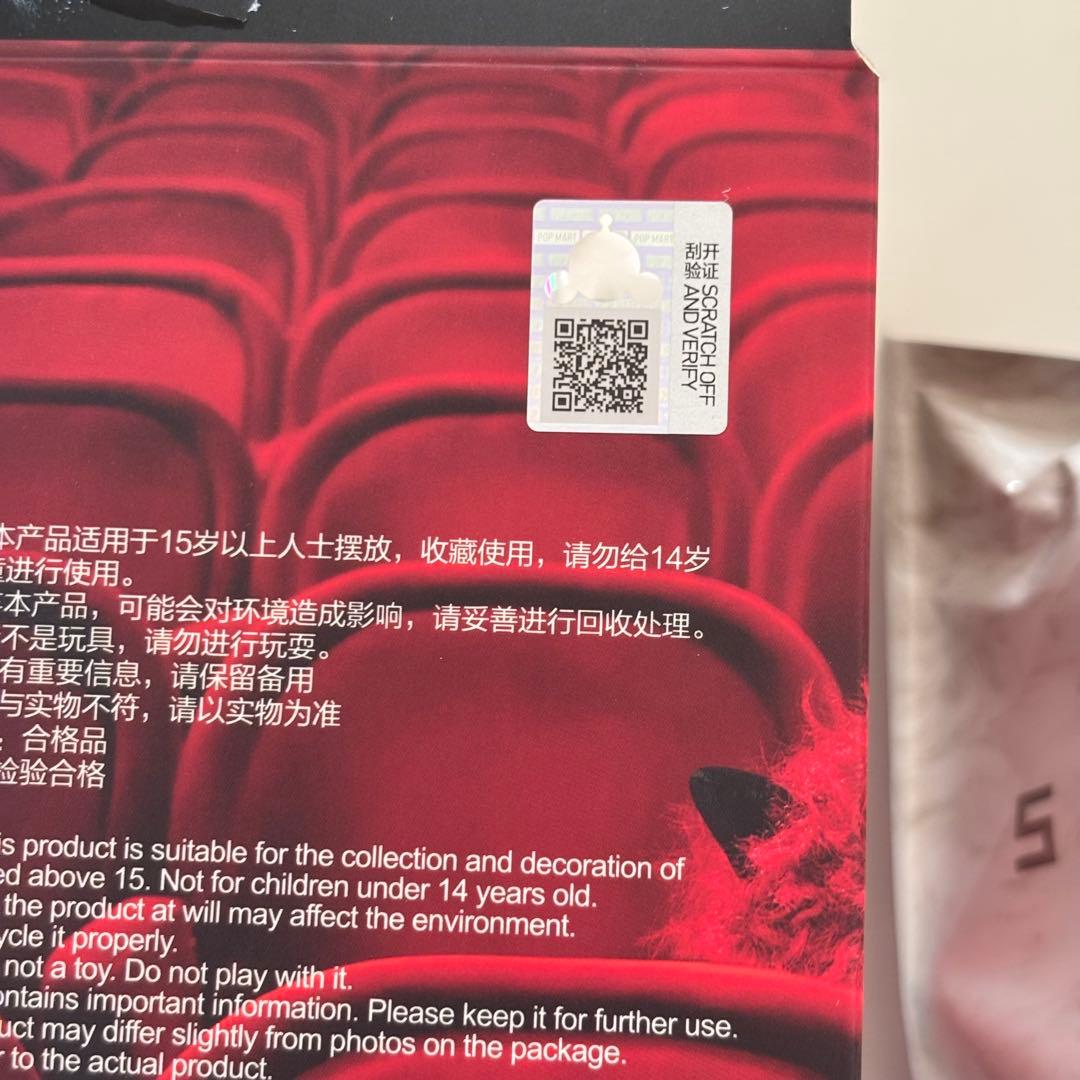 POP MART POP MART
开证 SCRATCH OFF
刮验 AND VERIFY
本产品适用于15岁以上人士摆放，收藏使用，请勿给14岁
进行使用。
本产品，可能会对环境造成影响，请妥善进行回收处理。
不是玩具，请勿进行玩耍。
有重要信息，请保留备用
与实物不符，请以实物为准
：合格品
检验合格
is product is suitable for the collection and decoration of
ed above 15. Not for children under 14 years old.
the product at will may affect the environment.
ycle it properly.
not a toy. Do not play with it.
ontains important information. Please keep it for further use.
uct may differ slightly from photos on the package.
to the actual product.